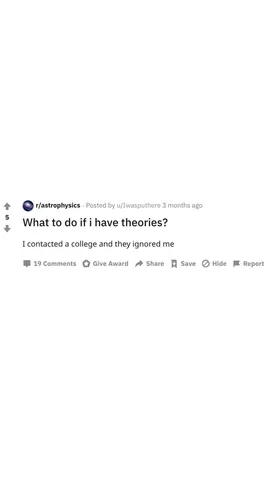 r/astrophysics · Posted by u/1wasputhere 3 months ago
5
What to do if i have theories?
I contacted a college and they ignored me
19 Comments Give Award Share Save Hide Report